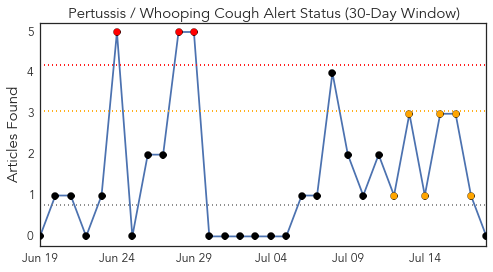 Pertussis / Whooping Cough Alert Status (30-Day Window)
Articles Found
5
4
3
2
1
0
Jun 19 Jun 24 Jun 29 Jul 04 Jul 09 Jul 14